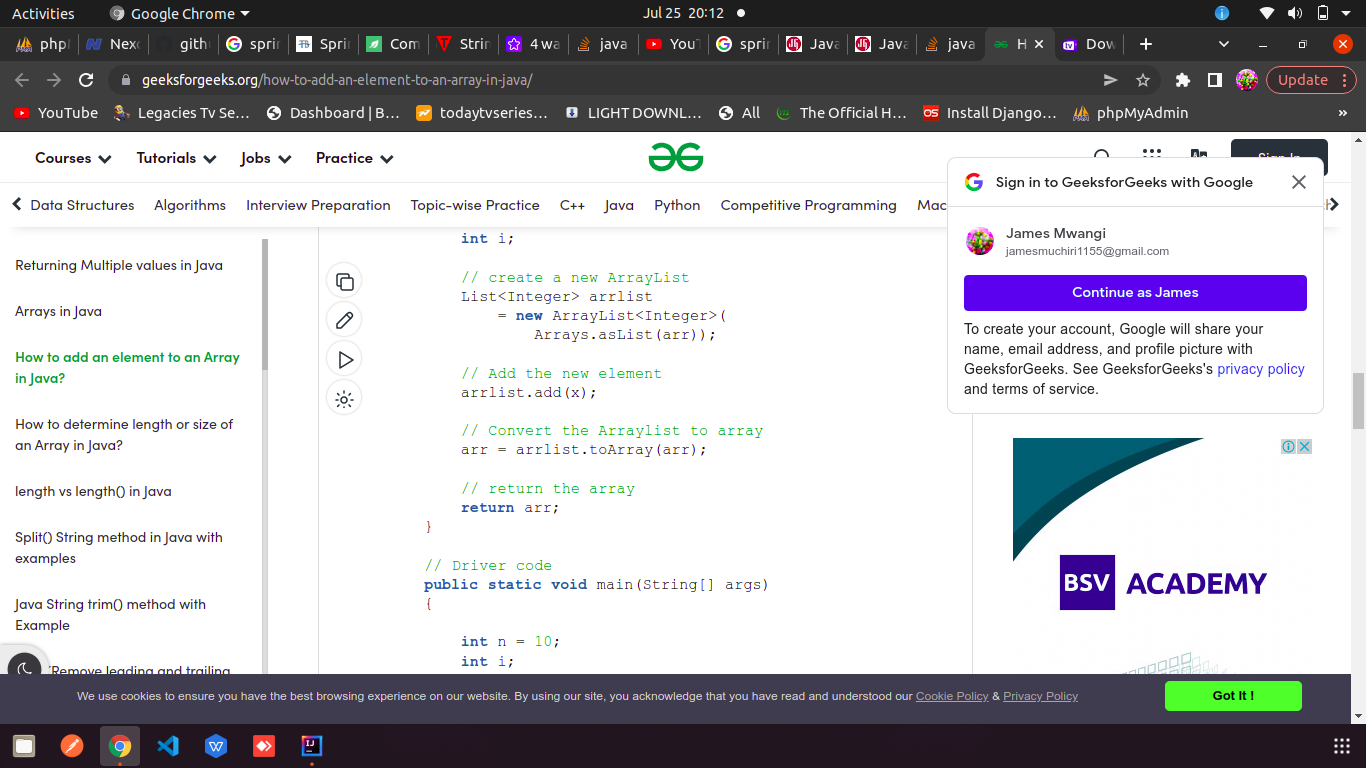 Activities
Google Chrome
Jul 25 20:12
php
Nexc
gith
sprin
Sprin
Com
Strin
4 wa
java
YouT
sprin
Java
Java
java
H
Dow
geeksforgeeks.org/how-to-add-an-element-to-an-array-in-java/
Update
YouTube
Legacies Tv Se...
Dashboard | B...
todaytvseries...
LIGHT DOWNL...
All
The Official H...
Install Django...
phpMyAdmin
»
Courses
Tutorials
Jobs
Practice
Sign In
Data Structures
Algorithms
Interview Preparation
Topic-wise Practice
C++
Java
Python
Competitive Programming
Mac
Returning Multiple values in Java
Arrays in Java
How to add an element to an Array
in Java?
How to determine length or size of
an Array in Java?
length vs length() in Java
Split() String method in Java with
examples
Java String trim() method with
Example
Remove leading and trailing
int i;
// create a new ArrayList
List<Integer> arrlist
= new ArrayList<Integer>(
Arrays.asList(arr));
// Add the new element
arrlist.add(x);
// Convert the Arraylist to array
arr = arrlist.toArray(arr);
// return the array
return arr;
}
// Driver code
public static void main(String[] args)
{
int n = 10;
int i;
Sign in to GeeksforGeeks with Google
James Mwangi
jamesmuchiri1155@gmail.com
Continue as James
To create your account, Google will share your
name, email address, and profile picture with
GeeksforGeeks. See GeeksforGeeks's privacy policy
and terms of service.
BSV ACADEMY
We use cookies to ensure you have the best browsing experience on our website. By using our site, you acknowledge that you have read and understood our Cookie Policy & Privacy Policy
Got It !